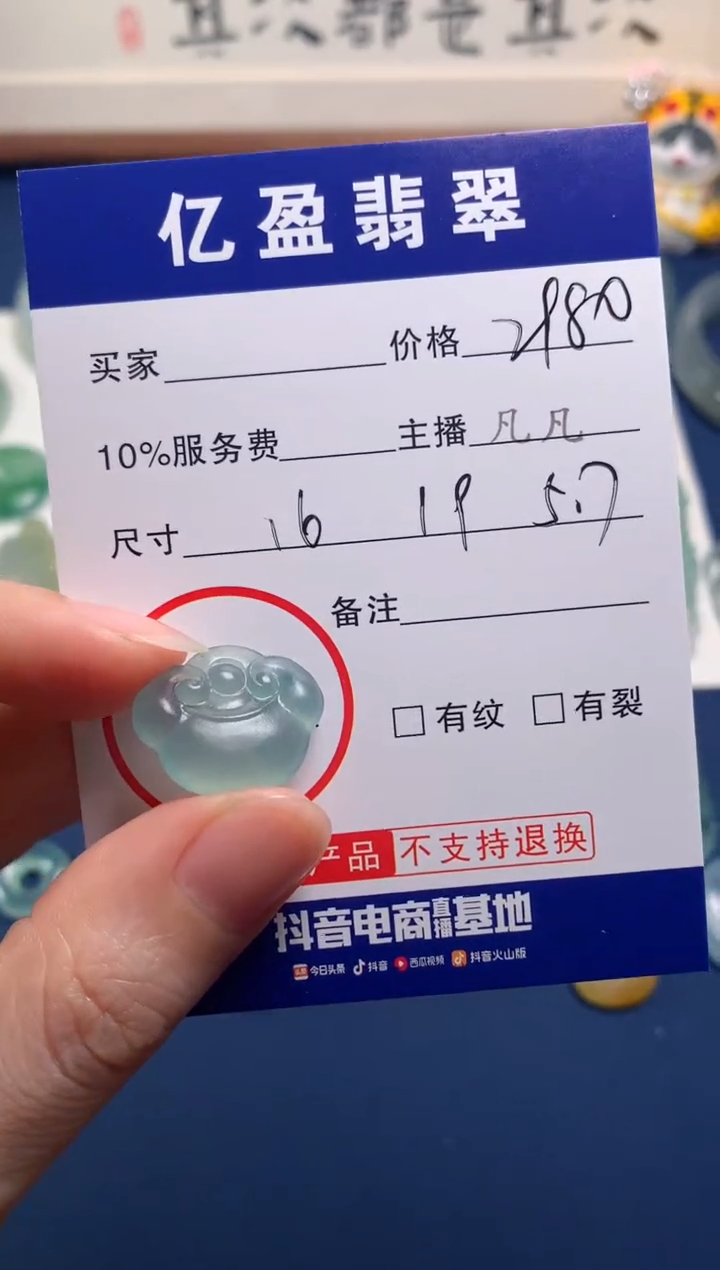 亿盈翡翠
买家 价格 2980
10%服务费 主播 凡凡
尺寸 16 19 5.7
备注
有纹 有裂
产品 不支持退换
抖音电商直播基地
今日头条 抖音 西瓜视频 抖音火山版